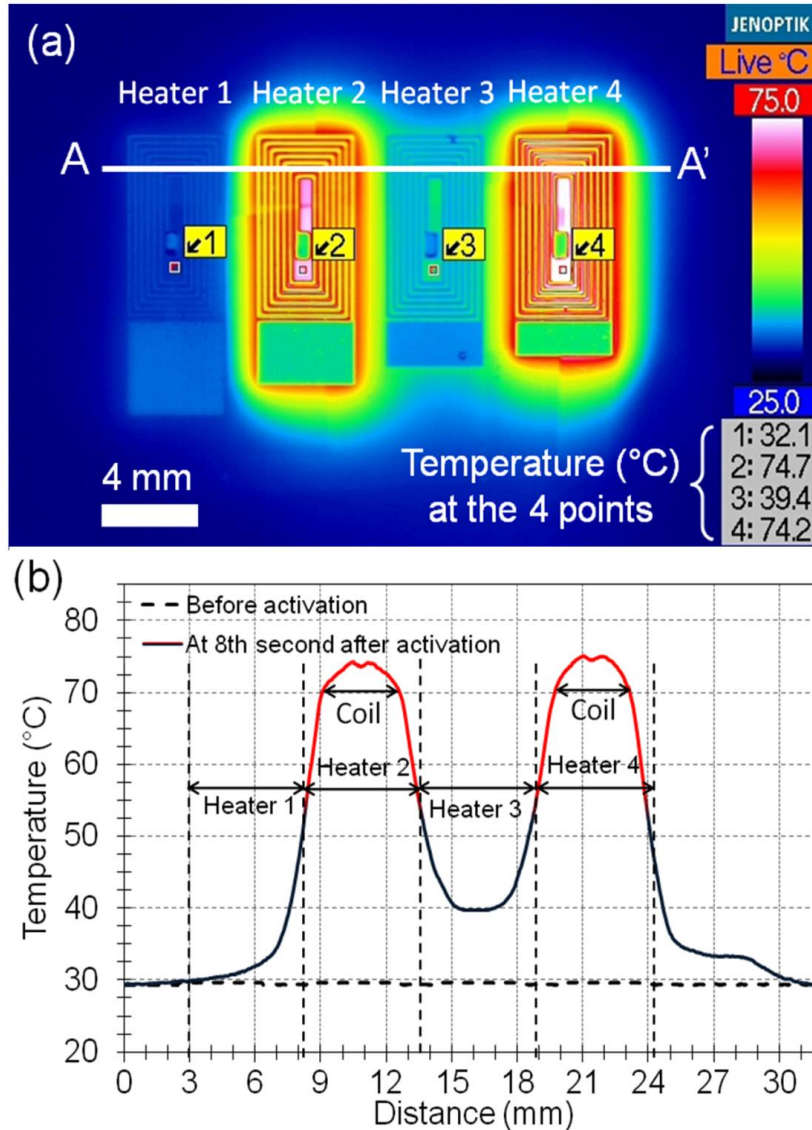 (a)
JENOPTIK
Live °C
75.0
Heater 1 Heater 2 Heater 3 Heater 4
A A'
1 2 3 4
25.0
4 mm
Temperature (°C)
at the 4 points
1: 32.1
2: 74.7
3: 39.4
4: 74.2
(b)
Before activation
At 8th second after activation
80
70
60
50
40
30
20
Temperature (°C)
Coil Coil
Heater 1 Heater 2 Heater 3 Heater 4
0 3 6 9 12 15 18 21 24 27 30
Distance (mm)